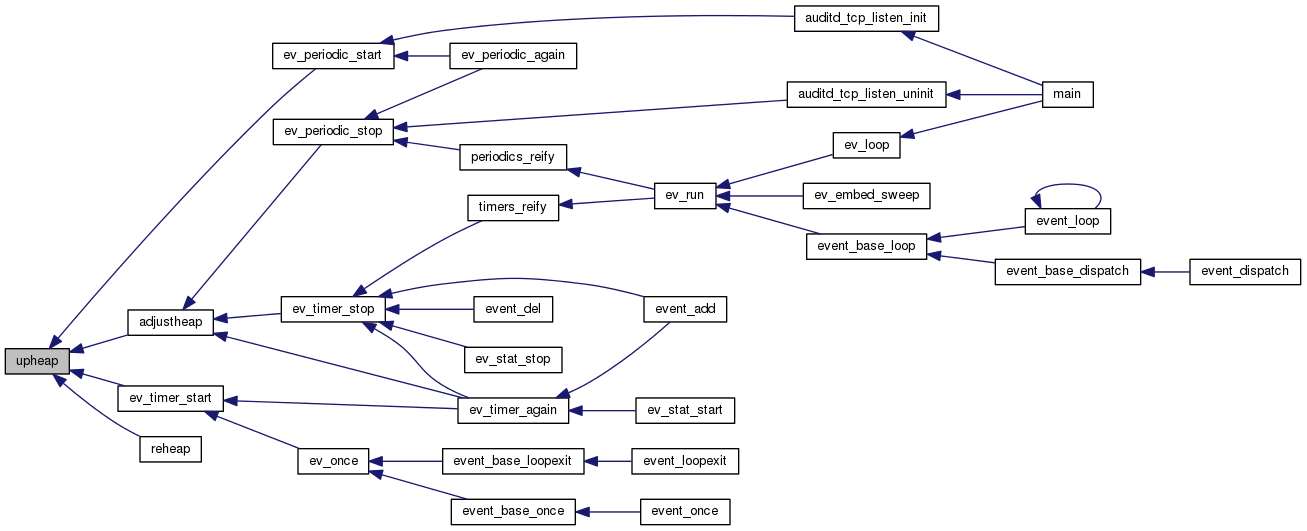 auditd_tcp_listen_init
ev_periodic_start
ev_periodic_again
auditd_tcp_listen_uninit
main
ev_periodic_stop
ev_loop
periodics_reify
ev_run
ev_embed_sweep
timers_reify
event_loop
event_base_loop
event_base_dispatch
event_dispatch
ev_timer_stop
event_del
event_add
adjustheap
upheap
ev_stat_stop
ev_timer_start
ev_timer_again
ev_stat_start
reheap
ev_once
event_base_loopexit
event_loopexit
event_base_once
event_once